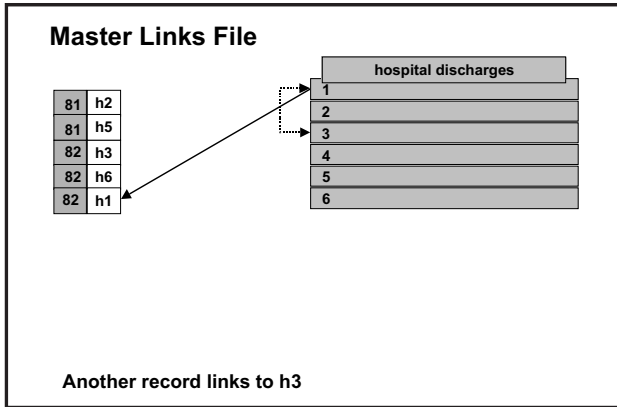 Master Links File
hospital discharges
81 h2
81 h5
82 h3
82 h6
82 h1
1
2
3
4
5
6
Another record links to h3